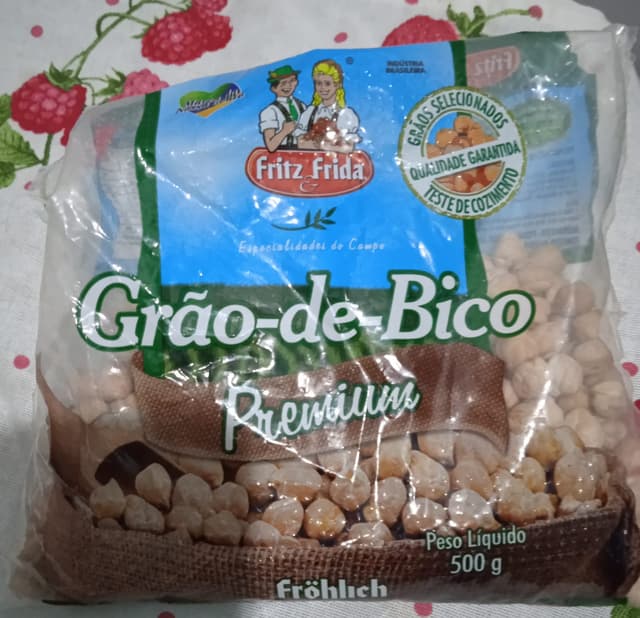 INDÚSTRIA
BRASILEIRA
®
GRÃOS SELECIONADOS
QUALIDADE GARANTIDA
TESTE DE COZIMENTO
Fritz & Frida
Especialidades do Campo
Grão-de-Bico
Premium
Peso Líquido
500 g
Fröhlich
Fritz